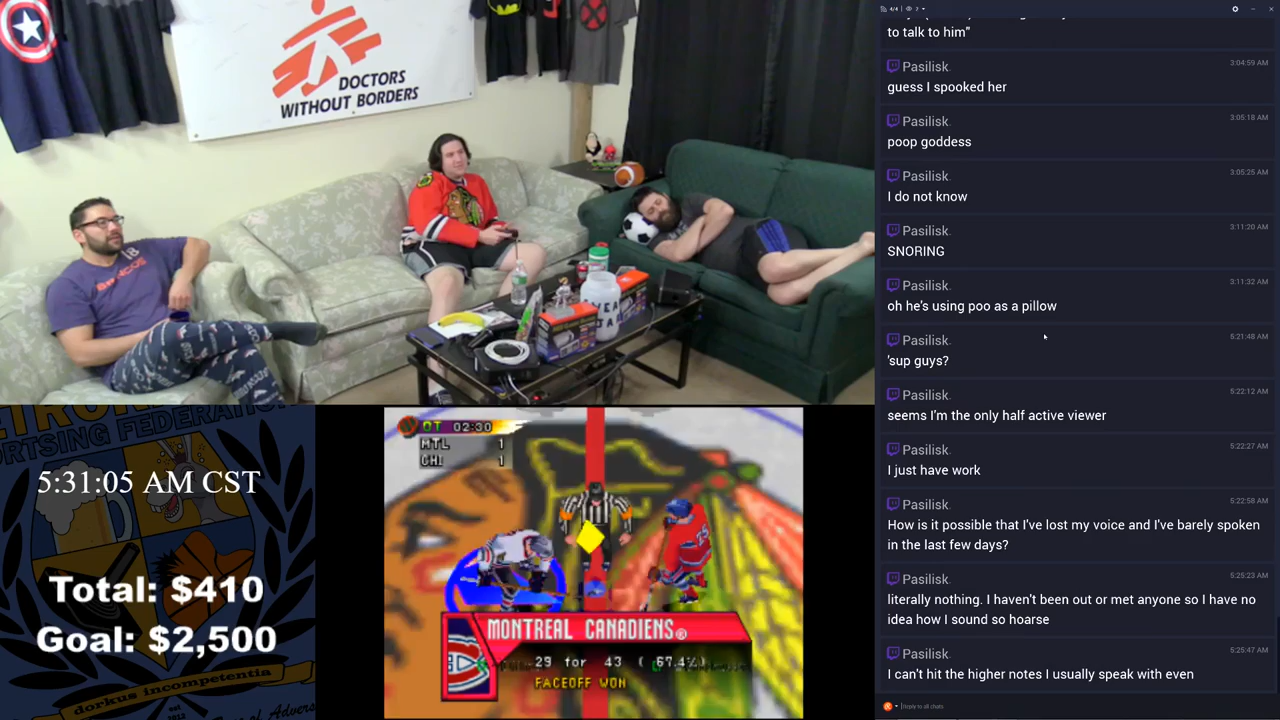 DOCTORS
WITHOUT BORDERS
BRONCOS
5:31:05 AM CST
Total: $410
Goal: $2,500
dorkus incompetentia
OT 02:30
MTL 1
CHI 1
MONTREAL CANADIENS®
29 for 43 ( 67.4%)
FACEOFF WON
4/4
7
to talk to him"
Pasilisk 3:04:59 AM
guess I spooked her
Pasilisk 3:05:18 AM
poop goddess
Pasilisk 3:05:25 AM
I do not know
Pasilisk 3:11:20 AM
SNORING
Pasilisk 3:11:32 AM
oh he's using poo as a pillow
Pasilisk 5:21:48 AM
'sup guys?
Pasilisk 5:22:12 AM
seems I'm the only half active viewer
Pasilisk 5:22:27 AM
I just have work
Pasilisk 5:22:58 AM
How is it possible that I've lost my voice and I've barely spoken
in the last few days?
Pasilisk 5:25:23 AM
literally nothing. I haven't been out or met anyone so I have no
idea how I sound so hoarse
Pasilisk 5:25:47 AM
I can't hit the higher notes I usually speak with even
Reply to all chats